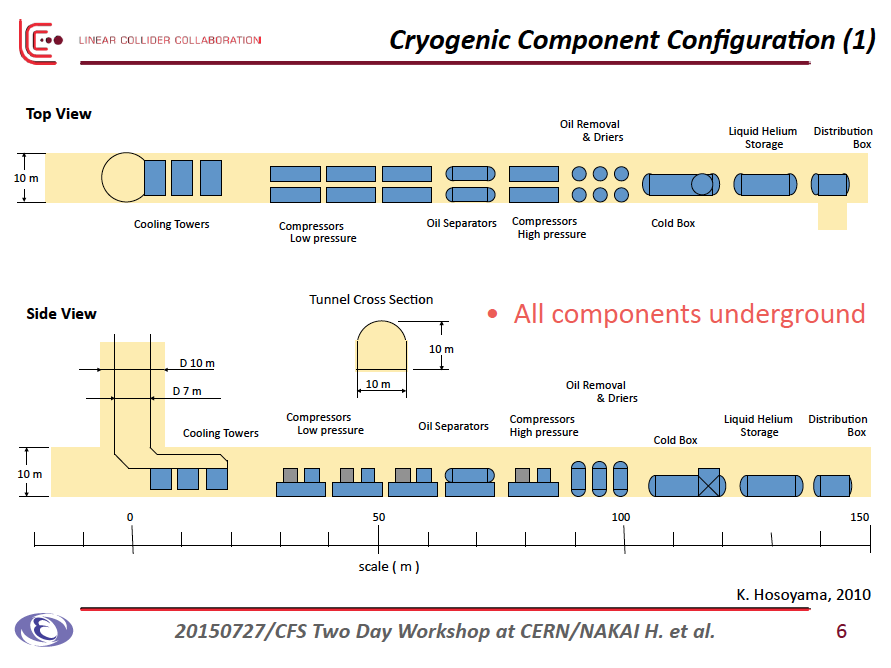 LINEAR COLLIDER COLLABORATION
Cryogenic Component Configuration (1)
Top View
Oil Removal
& Driers
Liquid Helium
Storage
Distribution
Box
10 m
Cooling Towers
Compressors
Low pressure
Oil Separators
Compressors
High pressure
Cold Box
Side View
Tunnel Cross Section
• All components underground
10 m
10 m
D 10 m
D 7 m
Oil Removal
& Driers
Cooling Towers
Compressors
Low pressure
Oil Separators
Compressors
High pressure
Cold Box
Liquid Helium
Storage
Distribution
Box
10 m
0 50 100 150
scale ( m )
K. Hosoyama, 2010
20150727/CFS Two Day Workshop at CERN/NAKAI H. et al.
6